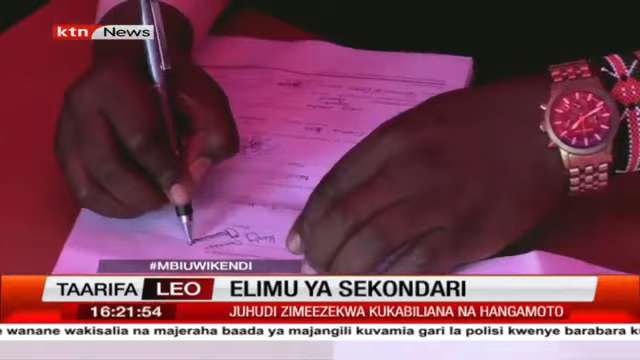 ktn News
#MBIUWIKENDI
TAARIFA LEO
ELIMU YA SEKONDARI
16:21:54
JUHUDI ZIMEEZEKWA KUKABILIANA NA HANGAMOTO
e wanane wakisalia na majeraha baada ya majangili kuvamia gari la polisi kwenye barabara k